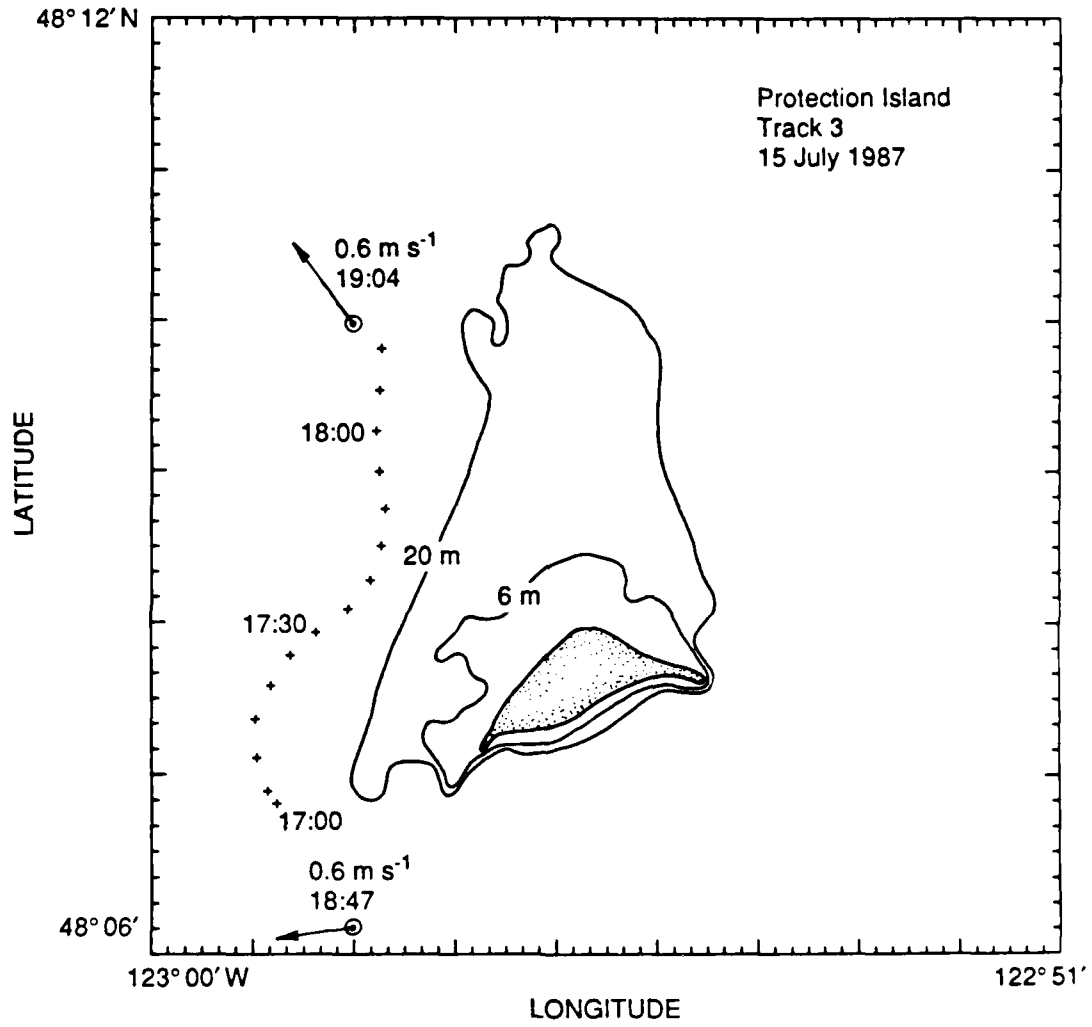 48° 12' N
Protection Island
Track 3
15 July 1987
0.6 m s⁻¹
19:04
18:00
LATITUDE
20 m
6 m
17:30
17:00
0.6 m s⁻¹
18:47
48° 06'
123° 00' W
122° 51'
LONGITUDE